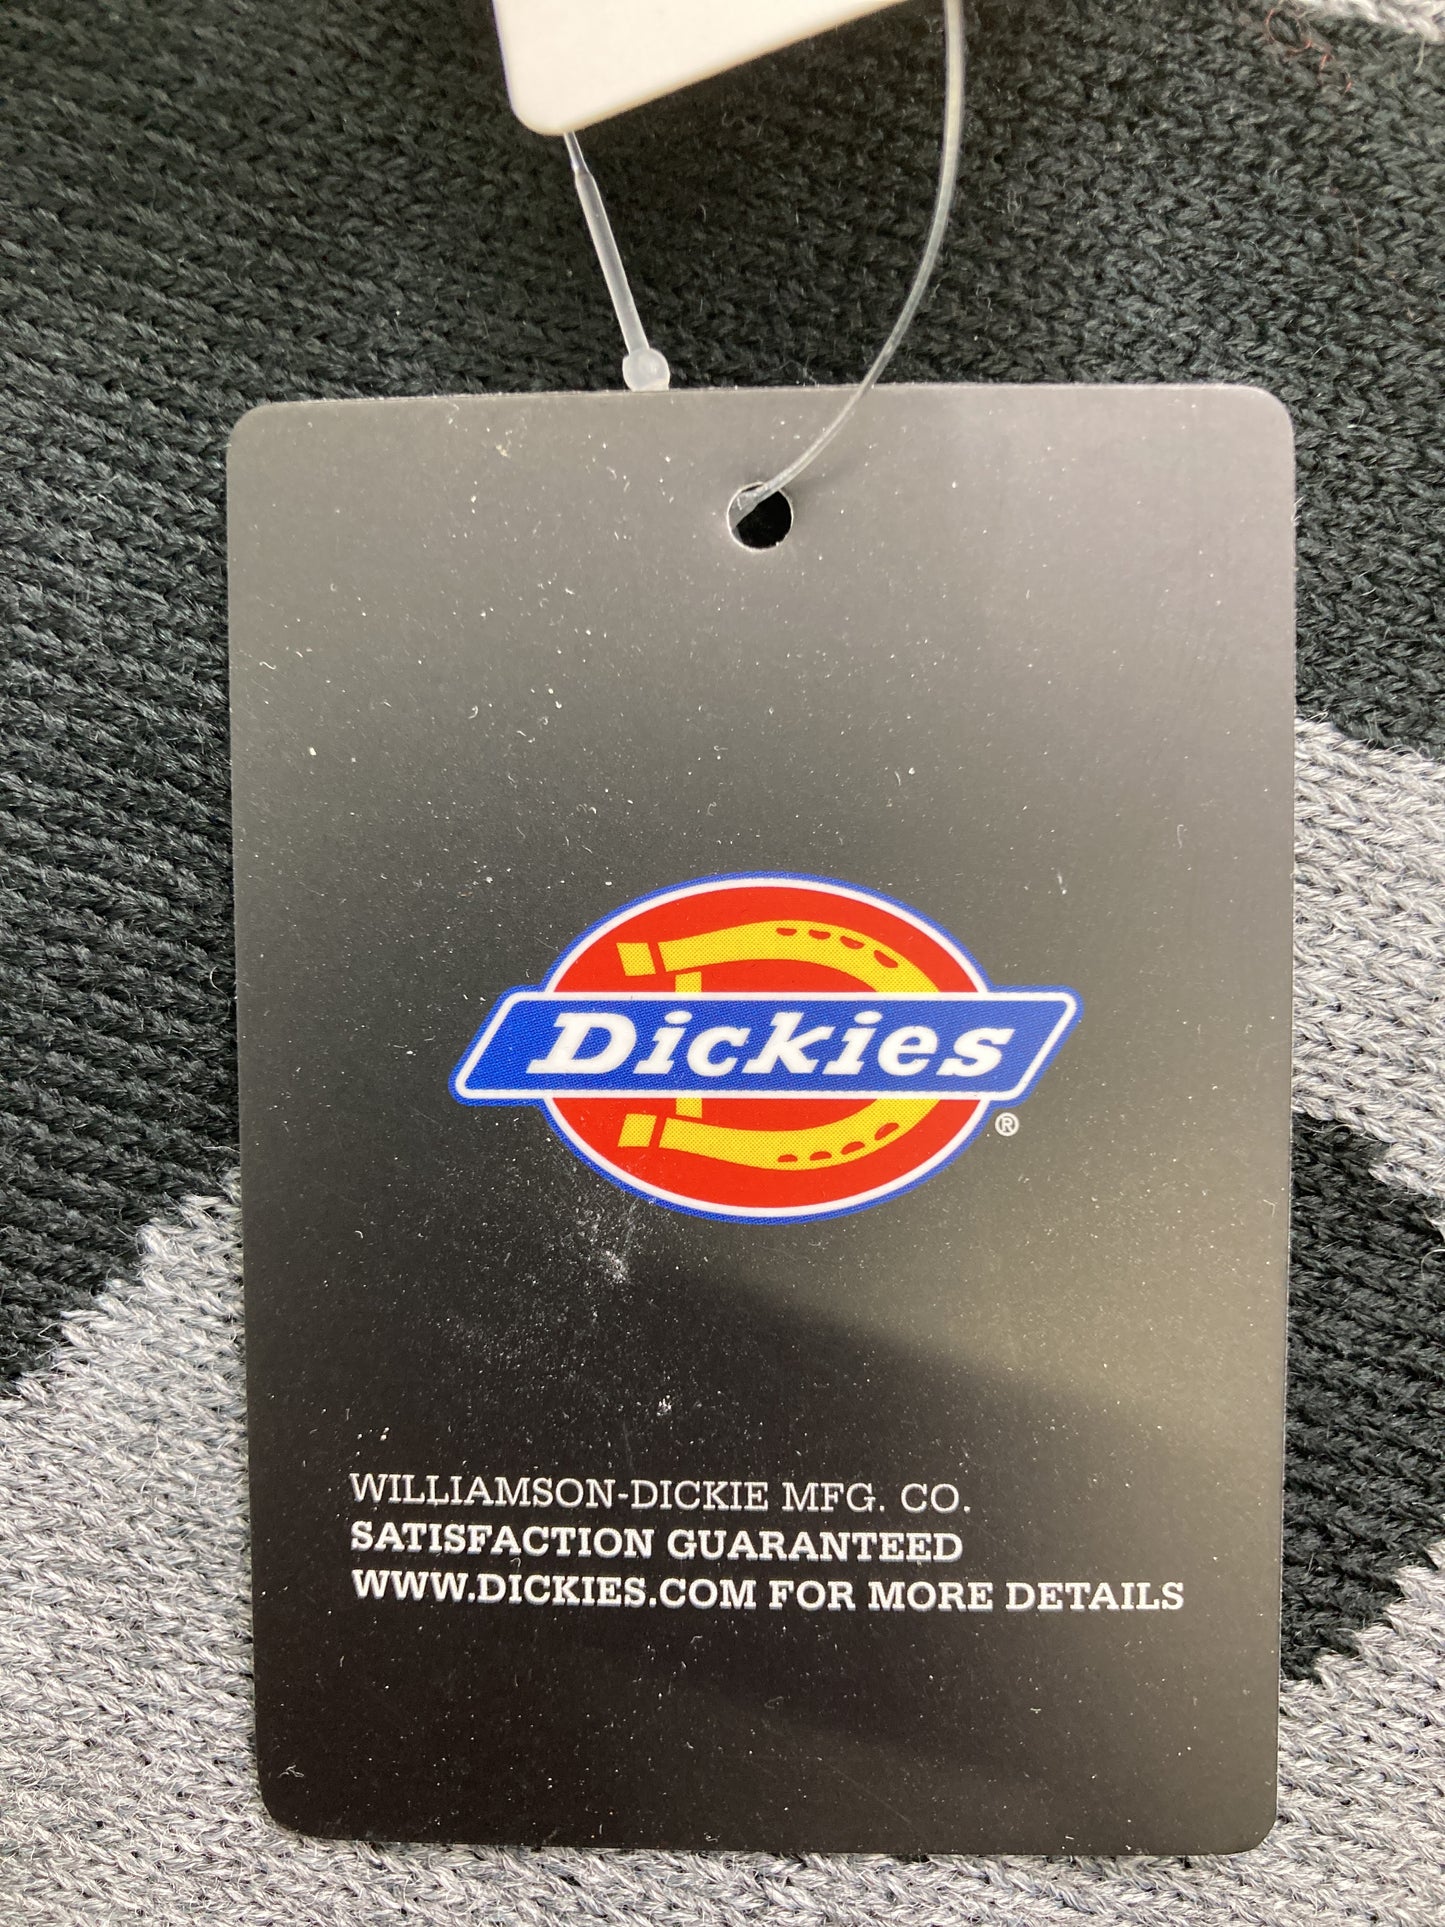 Dickies
®
WILLIAMSON-DICKIE MFG. CO.
SATISFACTION GUARANTEED
WWW.DICKIES.COM FOR MORE DETAILS